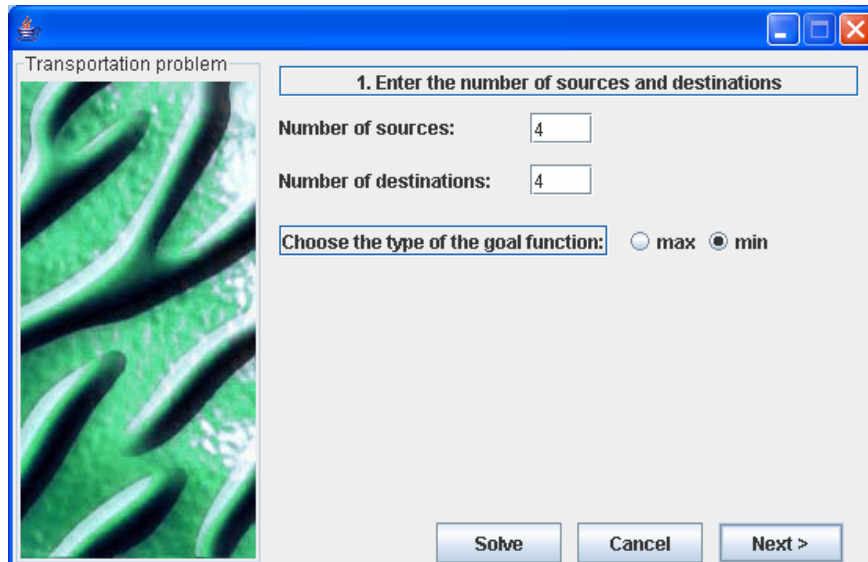 Transportation problem
1. Enter the number of sources and destinations
Number of sources: 4
Number of destinations: 4
Choose the type of the goal function: max min
Solve Cancel Next >